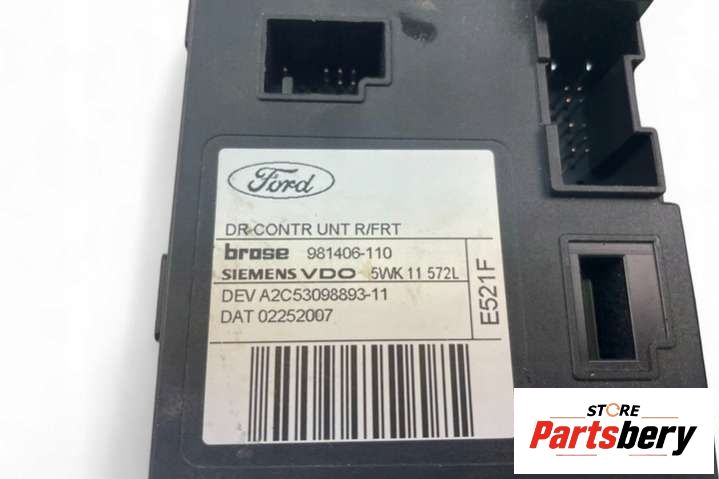 Ford
DR CONTR UNT R/FRT
brose 981406-110
SIEMENS VDO 5WK 11 572L
DEV A2C53098893-11
DAT 02252007
E521F
STORE
Partsbery